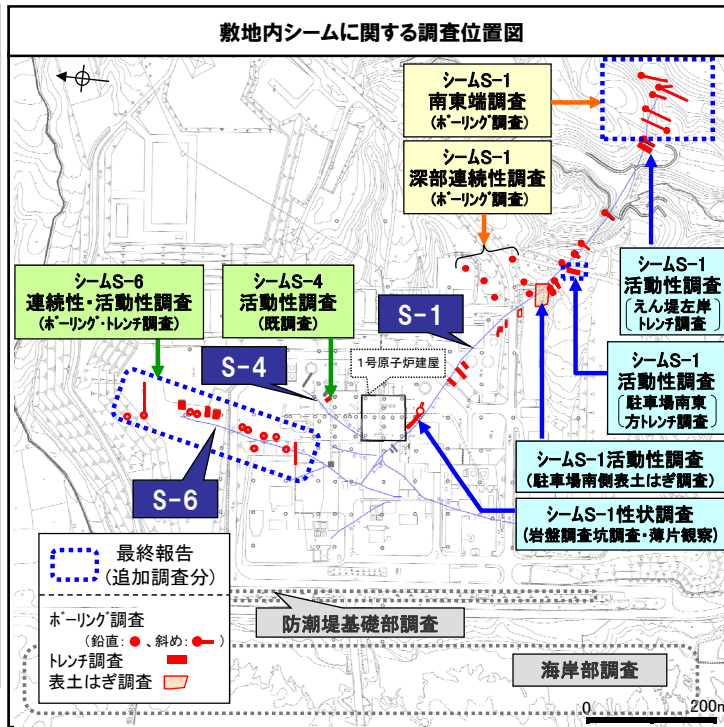 敷地内シームに関する調査位置図
シームS-1
南東端調査
(ボーリング調査)
シームS-1
深部連続性調査
(ボーリング調査)
シームS-6
連続性・活動性調査
(ボーリング・トレンチ調査)
シームS-4
活動性調査
(既調査)
S-1
S-4
1号原子炉建屋
S-6
シームS-1
活動性調査
えん堤左岸
トレンチ調査
シームS-1
活動性調査
駐車場南東
方トレンチ調査
シームS-1活動性調査
(駐車場南側表土はぎ調査)
シームS-1性状調査
(岩盤調査坑調査・薄片観察)
最終報告
(追加調査分)
ボーリング調査
(鉛直:●、斜め: )
トレンチ調査
表土はぎ調査
防潮堤基礎部調査
海岸部調査
0 200m